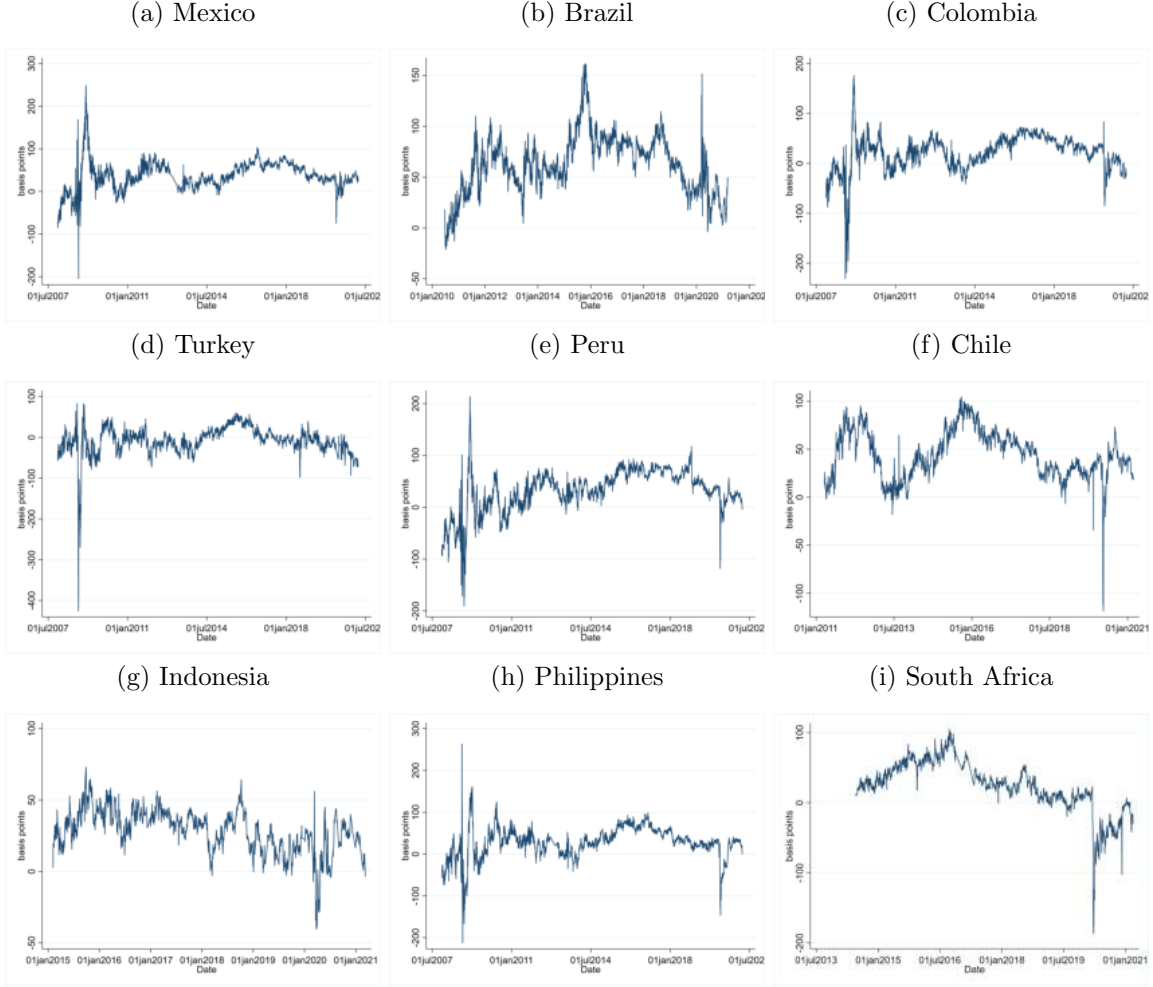 (a) Mexico
(b) Brazil
(c) Colombia
300
200
100
0
-100
-200
basis points
01jul2007
01jan2011
01jul2014
01jan2018
01jul202
Date
150
100
50
0
-50
basis points
01jan2010
01jan2012
01jan2014
01jan2016
01jan2018
01jan2020
01jan202
Date
200
100
0
-100
-200
basis points
01jul2007
01jan2011
01jul2014
01jan2018
01jul202
Date
(d) Turkey
(e) Peru
(f) Chile
100
0
-100
-200
-300
-400
basis points
01jul2007
01jan2011
01jul2014
01jan2018
01jul202
Date
200
100
0
-100
-200
basis points
01jul2007
01jan2011
01jul2014
01jan2018
01jul202
Date
100
50
0
-50
-100
basis points
01jan2011
01jul2013
01jan2016
01jul2018
01jan2021
Date
(g) Indonesia
(h) Philippines
(i) South Africa
100
50
0
-50
basis points
01jan2015
01jan2016
01jan2017
01jan2018
01jan2019
01jan2020
01jan2021
Date
300
200
100
0
-100
-200
basis points
01jul2007
01jan2011
01jul2014
01jan2018
01jul202
Date
100
0
-100
-200
basis points
01jul2013
01jan2015
01jul2016
01jan2018
01jul2019
01jan2021
Date